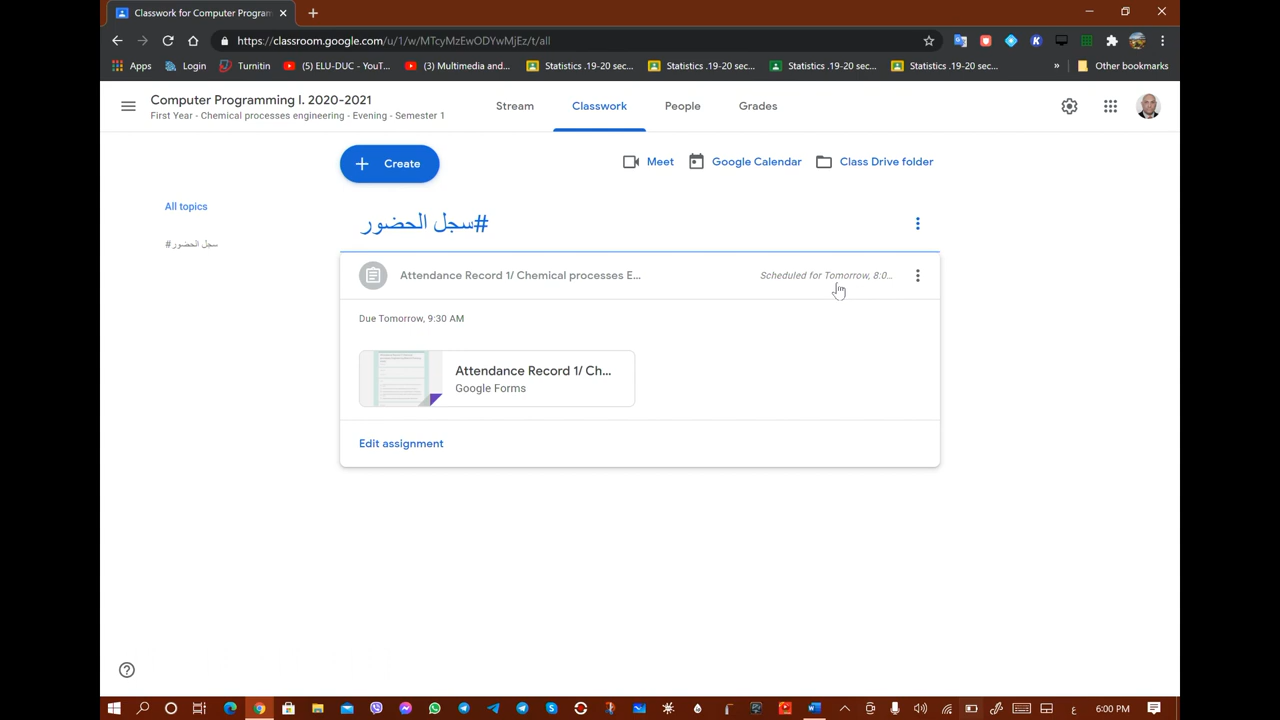 Classwork for Computer Program
https://classroom.google.com/u/1/w/MTcyMzEwODYwMjEz/t/all
Apps
Login
Turnitin
(5) ELU-DUC - YouT...
(3) Multimedia and...
Statistics .19-20 sec...
Statistics .19-20 sec...
Statistics .19-20 sec...
Statistics .19-20 sec...
»
Other bookmarks
Computer Programming I. 2020-2021
First Year - Chemical processes engineering - Evening - Semester 1
Stream
Classwork
People
Grades
Create
Meet
Google Calendar
Class Drive folder
All topics
#سجل الحضور
#سجل الحضور
Attendance Record 1/ Chemical processes E...
Scheduled for Tomorrow, 8:0...
Due Tomorrow, 9:30 AM
Attendance Record 1/ Ch...
Google Forms
Edit assignment
ع
6:00 PM